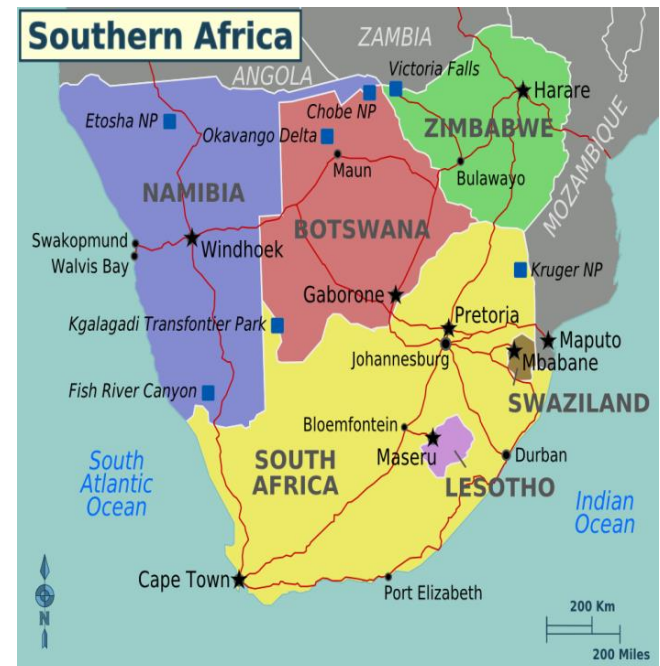 Southern Africa
ZAMBIA
ANGOLA
Victoria Falls
Harare
Etosha NP
Chobe NP
Okavango Delta
ZIMBABWE
Maun
Bulawayo
MOZAMBIQUE
NAMIBIA
BOTSWANA
Swakopmund
Windhoek
Walvis Bay
Kruger NP
Gaborone
Pretoria
Kgalagadi Transfontier Park
Maputo
Johannesburg
Mbabane
Fish River Canyon
SWAZILAND
Bloemfontein
Maseru
Durban
SOUTH
AFRICA
LESOTHO
South
Atlantic
Ocean
Indian
Ocean
Cape Town
Port Elizabeth
N
200 Km
200 Miles